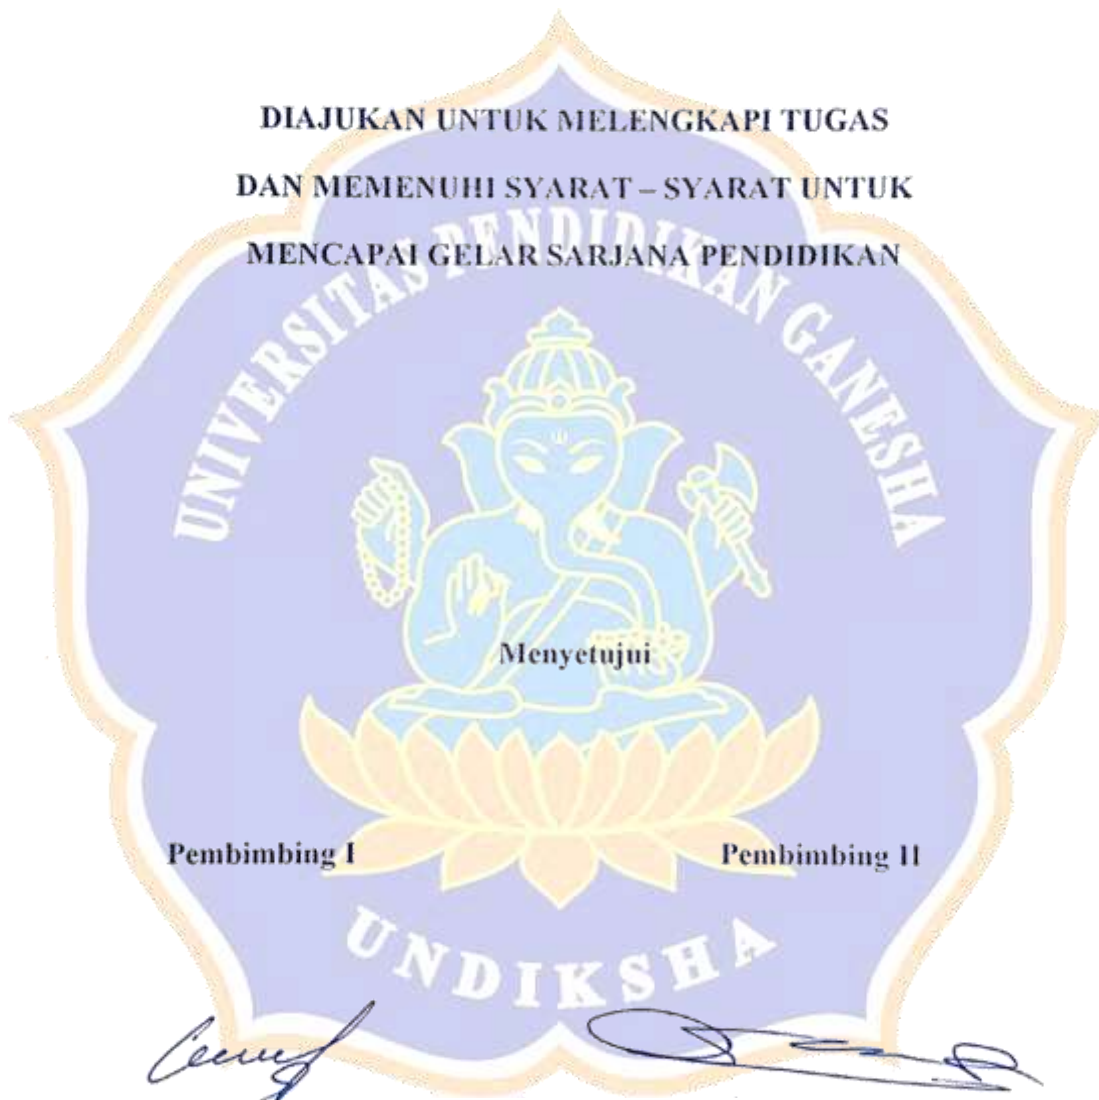 DIAJUKAN UNTUK MELENGKAPI TUGAS
DAN MEMENUHI SYARAT – SYARAT UNTUK
MENCAPAI GELAR SARJANA PENDIDIKAN
UNIVERSITAS PENDIDIKAN GANESHA
Menyetujui
Pembimbing I
Pembimbing II
UNDIKSHA